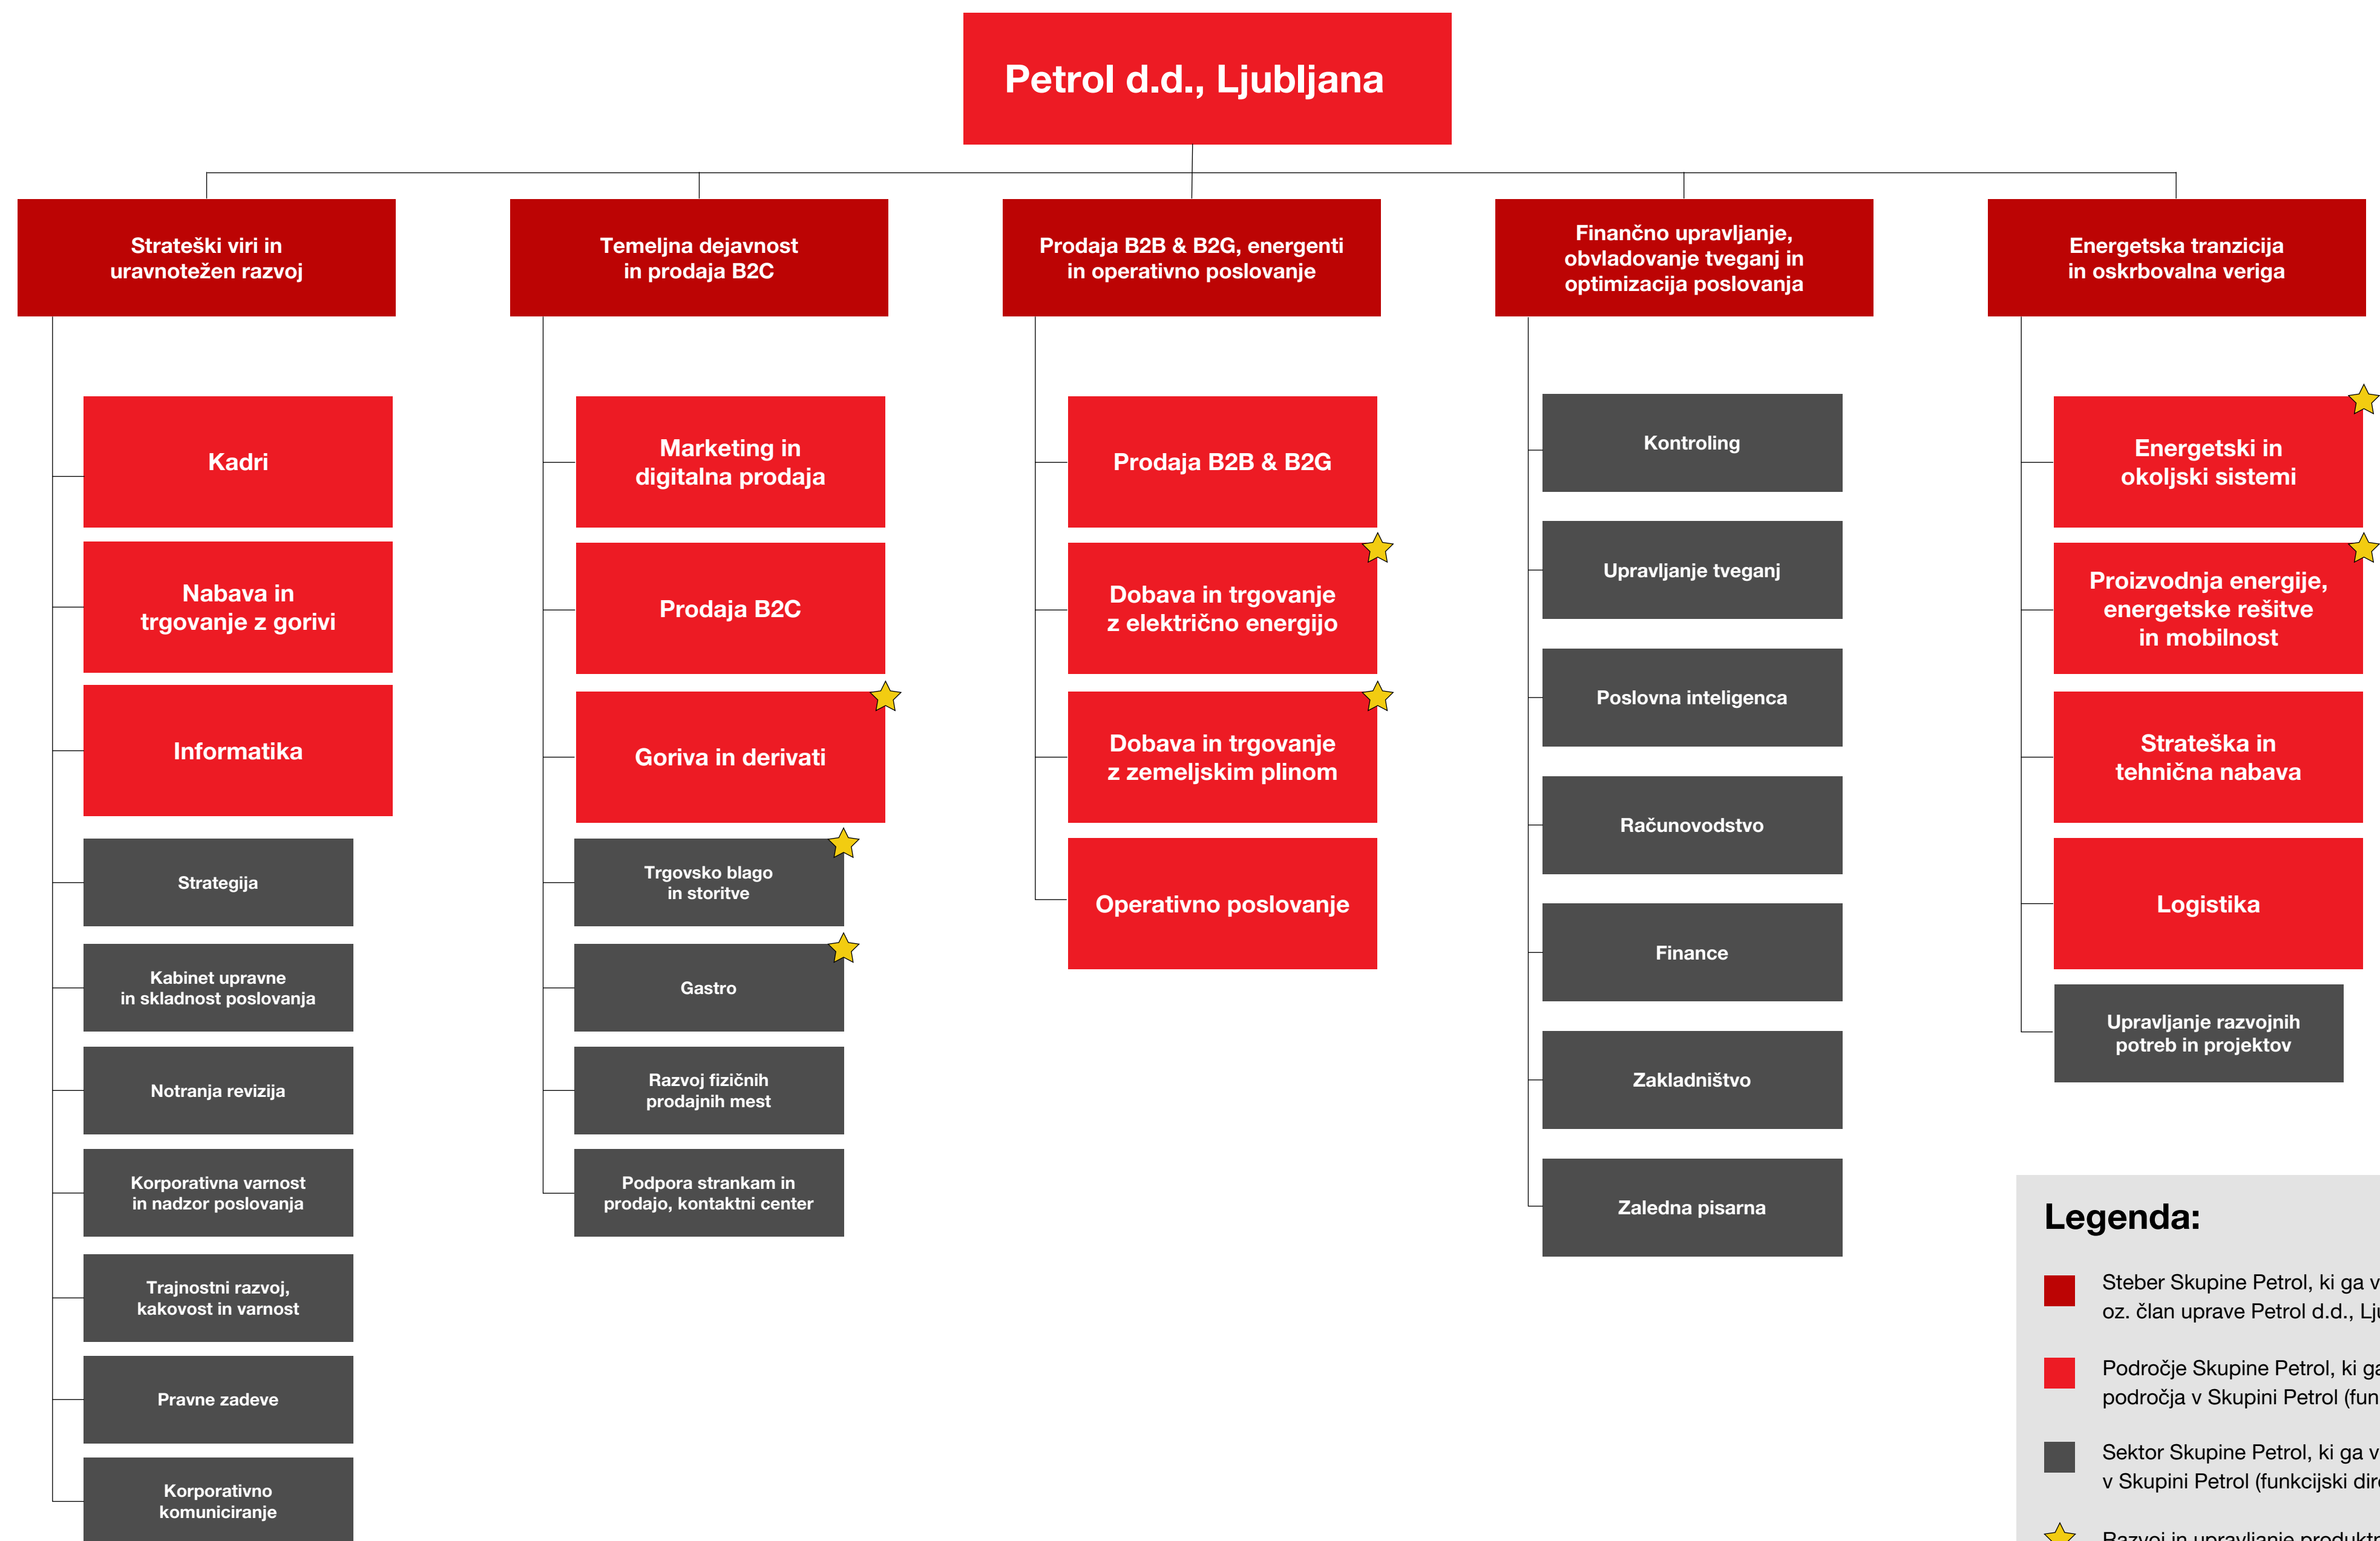 Petrol d.d., Ljubljana
Strateški viri in
uravnotežen razvoj
Kadri
Nabava in
trgovanje z gorivi
Informatika
Strategija
Kabinet upravne
in skladnost poslovanja
Notranja revizija
Korporativna varnost
in nadzor poslovanja
Trajnostni razvoj,
kakovost in varnost
Pravne zadeve
Korporativno
komuniciranje
Temeljna dejavnost
in prodaja B2C
Marketing in
digitalna prodaja
Prodaja B2C
Goriva in derivati
Trgovsko blago
in storitve
Gastro
Razvoj fizičnih
prodajnih mest
Podpora strankam in
prodajo, kontaktni center
Prodaja B2B & B2G, energenti
in operativno poslovanje
Prodaja B2B & B2G
Dobava in trgovanje
z električno energijo
Dobava in trgovanje
z zemeljskim plinom
Operativno poslovanje
Finančno upravljanje,
obvladovanje tveganj in
optimizacija poslovanja
Kontroling
Upravljanje tveganj
Poslovna inteligenca
Računovodstvo
Finance
Zakladništvo
Zaledna pisarna
Energetska tranzicija
in oskrbovalna veriga
Energetski in
okoljski sistemi
Proizvodnja energije,
energetske rešitve
in mobilnost
Strateška in
tehnična nabava
Logistika
Upravljanje razvojnih
potreb in projektov
Legenda:
Steber Skupine Petrol, ki ga
oz. član uprave Petrol d.d.,
Področje Skupine Petrol, ki
področja v Skupini Petrol
Sektor Skupine Petrol, ki ga
v Skupini Petrol (funkcijski
Razvoj in upravljanje